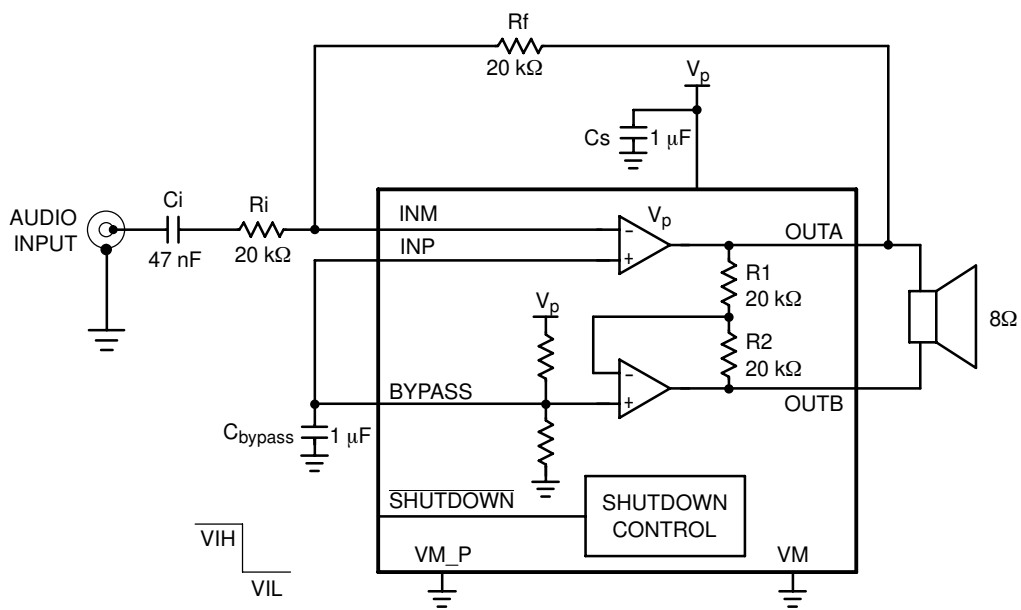 Rf
20 kΩ
Vp
Cs
1 μF
AUDIO
INPUT
Ci
47 nF
Ri
20 kΩ
INM
INP
Vp
OUTA
R1
20 kΩ
Vp
R2
20 kΩ
8Ω
BYPASS
OUTB
Cbypass
1 μF
SHUTDOWN
SHUTDOWN
CONTROL
VIH
VIL
VM_P
VM